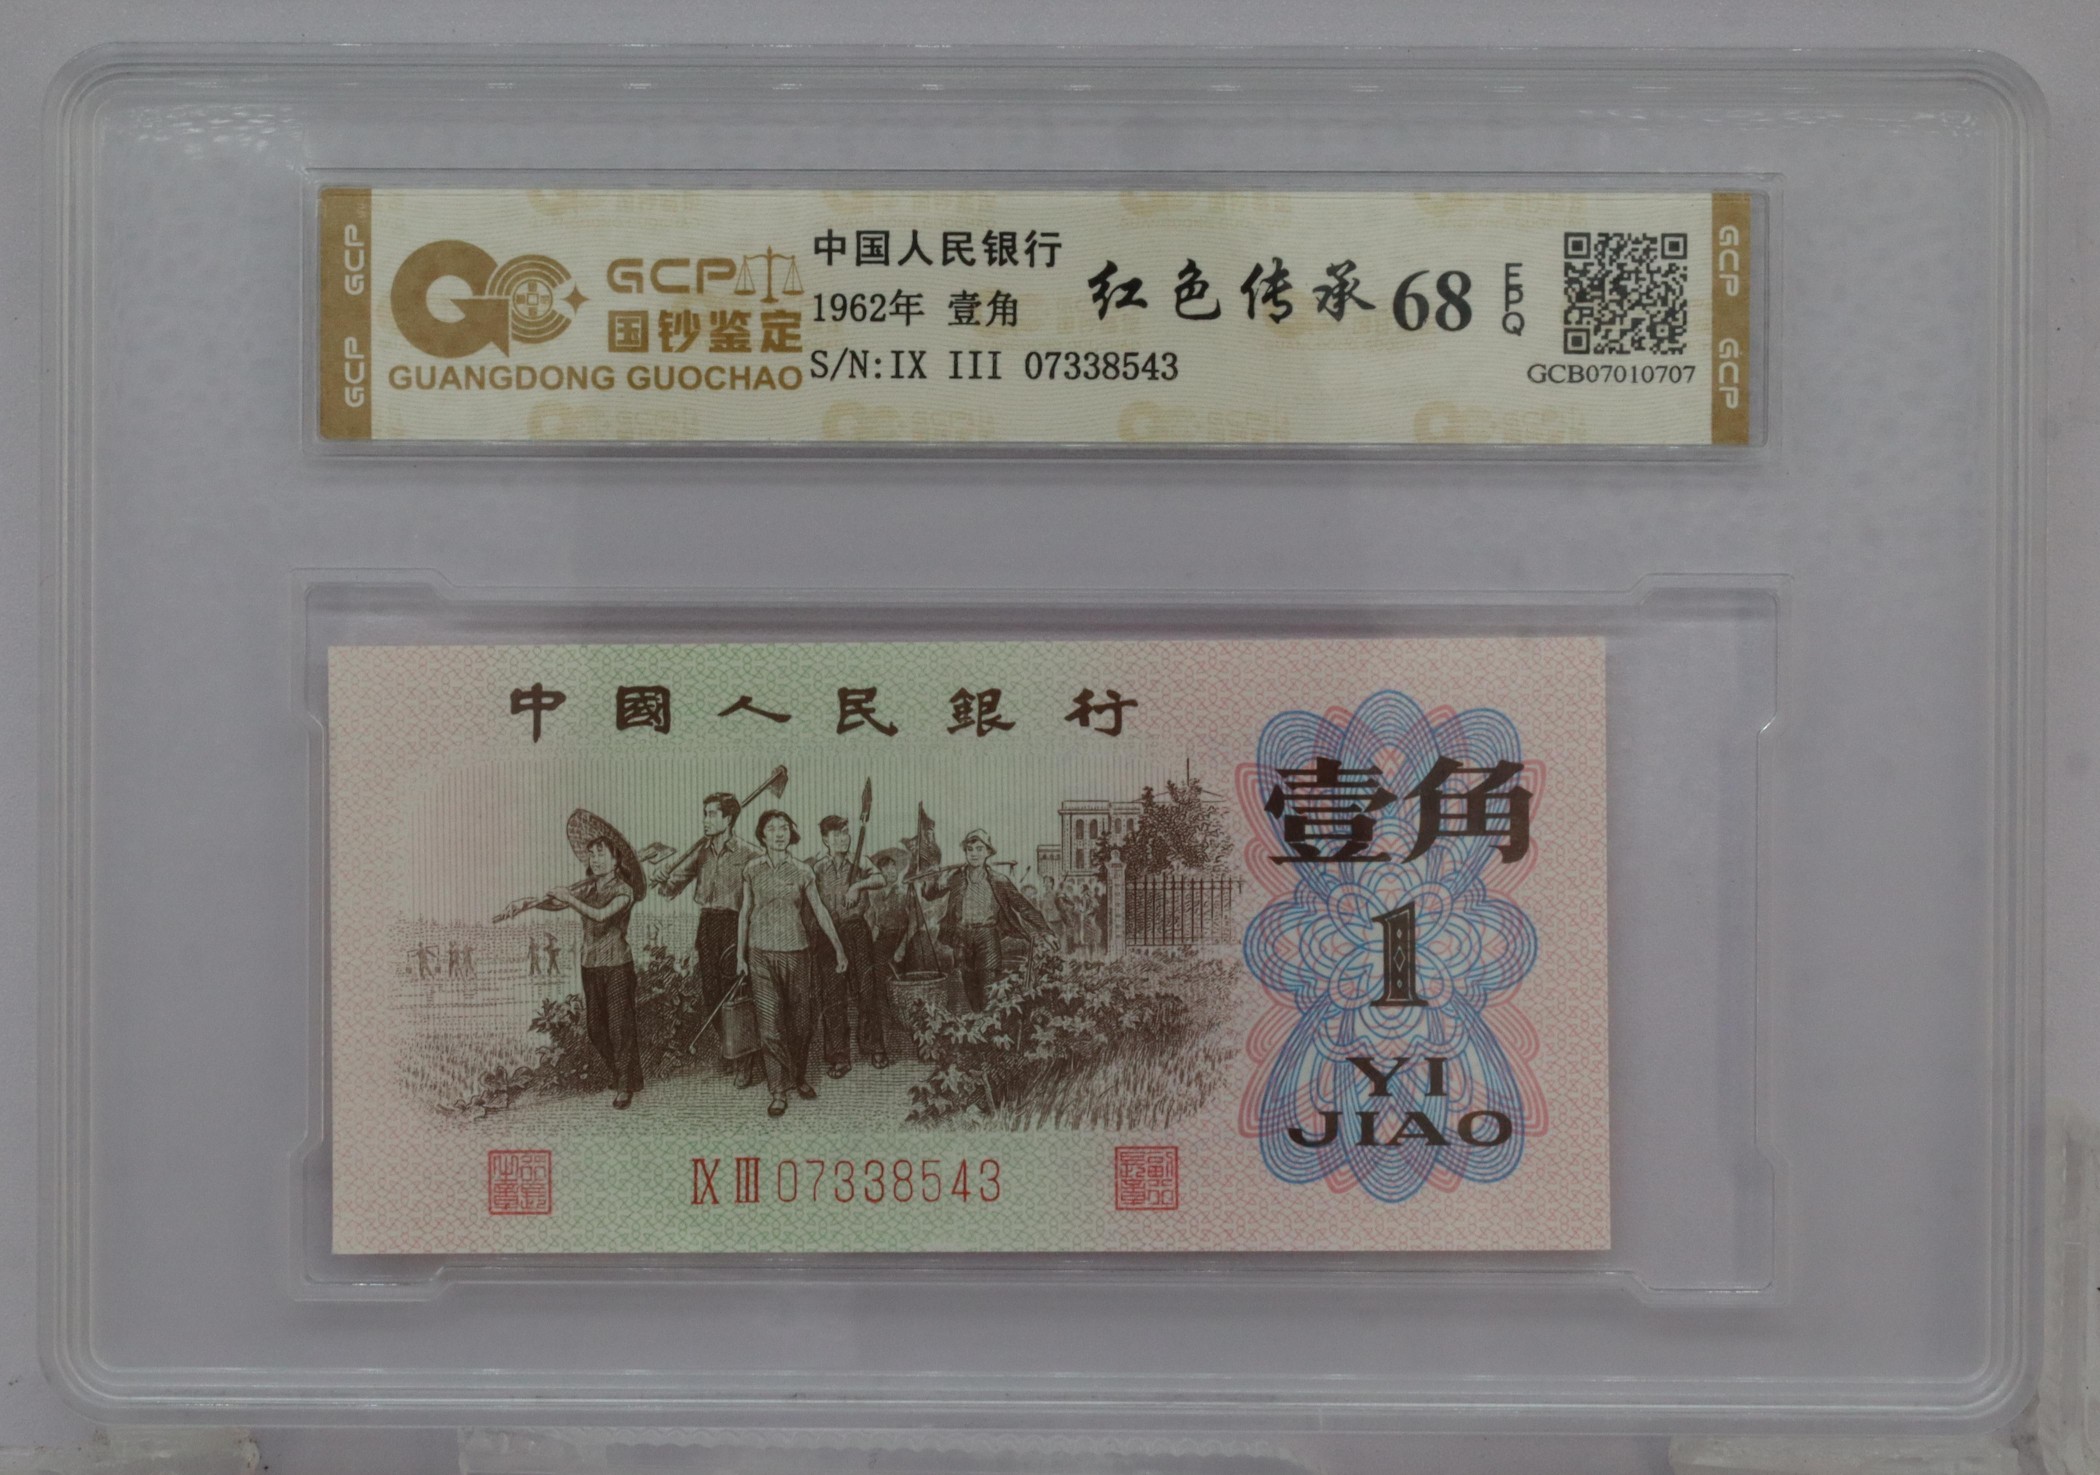 GCP
GCP
GCP
国钞鉴定
GUANGDONG GUOCHAO
中国人民银行
1962年 壹角
S/N:IX III 07338543
红色传承
68
EPQ
GCB07010707
GCP
GCP
中國人民銀行
壹角
1
YI
JIAO
IX III 07338543